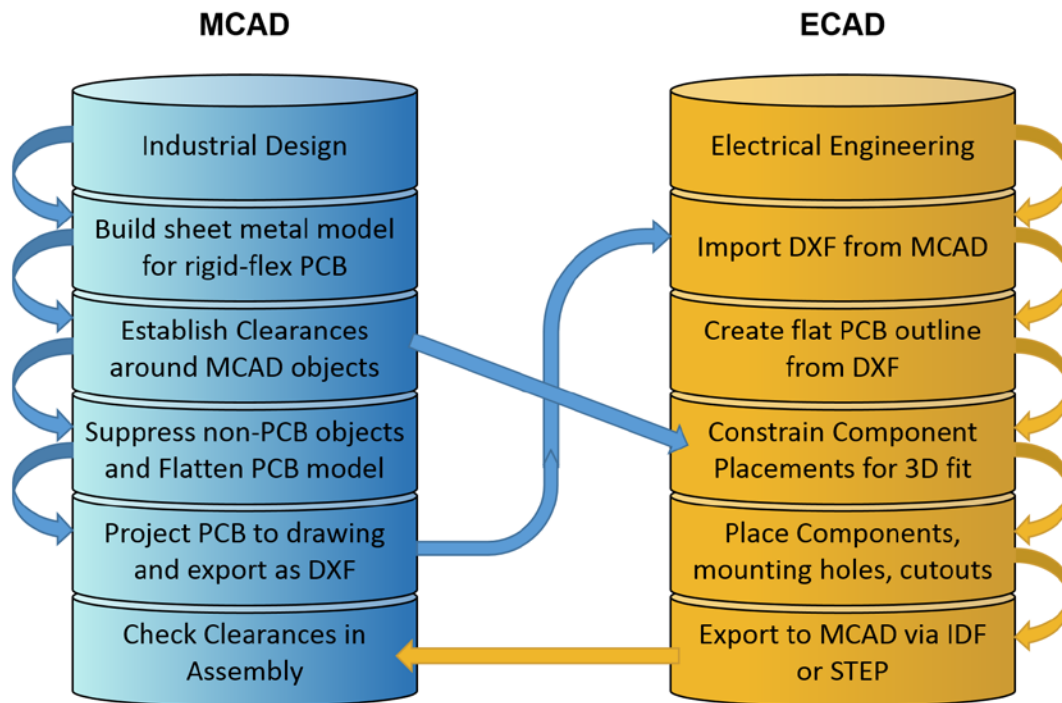 MCAD
Industrial Design
Build sheet metal model
for rigid-flex PCB
Establish Clearances
around MCAD objects
Suppress non-PCB objects
and Flatten PCB model
Project PCB to drawing
and export as DXF
Check Clearances in
Assembly
ECAD
Electrical Engineering
Import DXF from MCAD
Create flat PCB outline
from DXF
Constrain Component
Placements for 3D fit
Place Components,
mounting holes, cutouts
Export to MCAD via IDF
or STEP